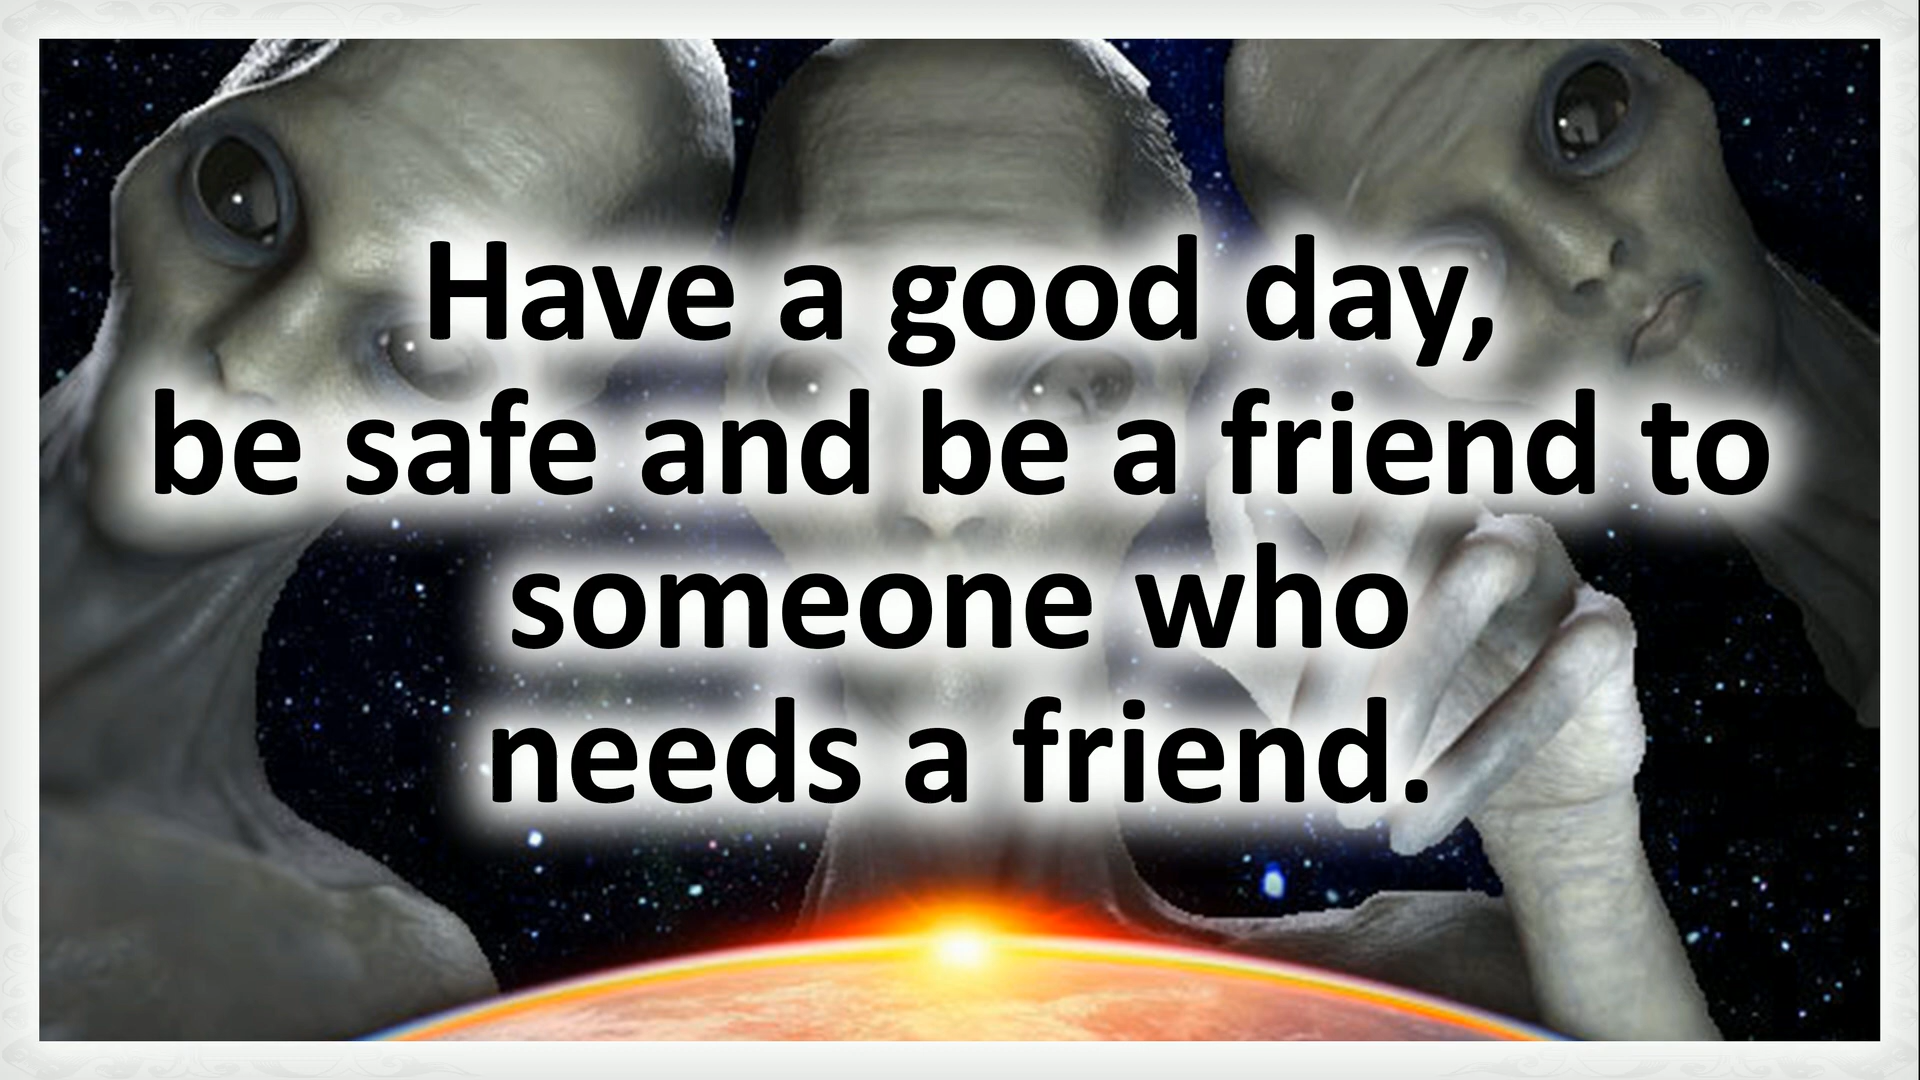 Have a good day,
be safe and be a friend to
someone who
needs a friend.